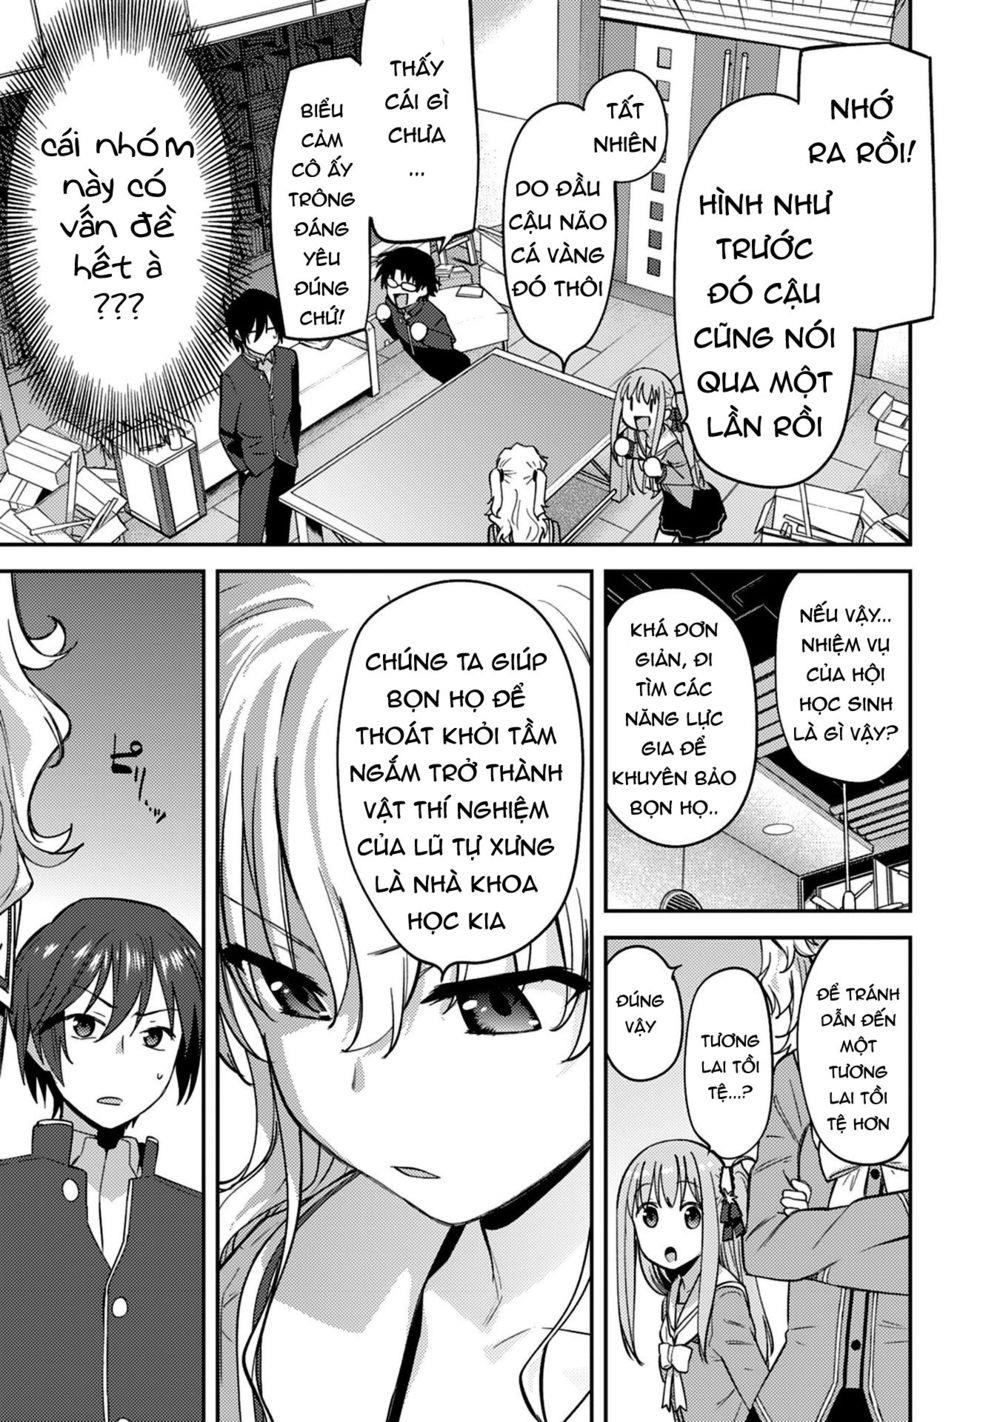 NHỚ
RA RỒI!
HÌNH NHƯ
TRƯỚC
ĐÓ CẬU
CŨNG NÓI
QUA MỘT
LẦN RỒI
TẤT
NHIÊN
DO ĐẦU
CẬU NÃO
CÁ VÀNG
ĐÓ THÔI
THẤY
CÁI GÌ
CHƯA
...
BIỂU
CẢM
CÔ ẤY
TRÔNG
ĐÁNG
YÊU
ĐÚNG
CHỨ!
cái nhóm
này có
vấn đề
hết à
???
NẾU VẬY...
NHIỆM VỤ
CỦA HỘI
HỌC SINH
LÀ GÌ VẬY?
KHÁ ĐƠN
GIẢN, ĐI
TÌM CÁC
NĂNG LỰC
GIA ĐỂ
KHUYÊN BẢO
BỌN HỌ..
ĐỂ TRÁNH
DẪN ĐẾN
MỘT
TƯƠNG
LAI TỒI
TỆ HƠN
TƯƠNG
LAI TỒI
TỆ...?
ĐÚNG
VẬY
CHÚNG TA GIÚP
BỌN HỌ ĐỂ
THOÁT KHỎI TẦM
NGẮM TRỞ THÀNH
VẬT THÍ NGHIỆM
CỦA LŨ TỰ XƯNG
LÀ NHÀ KHOA
HỌC KIA